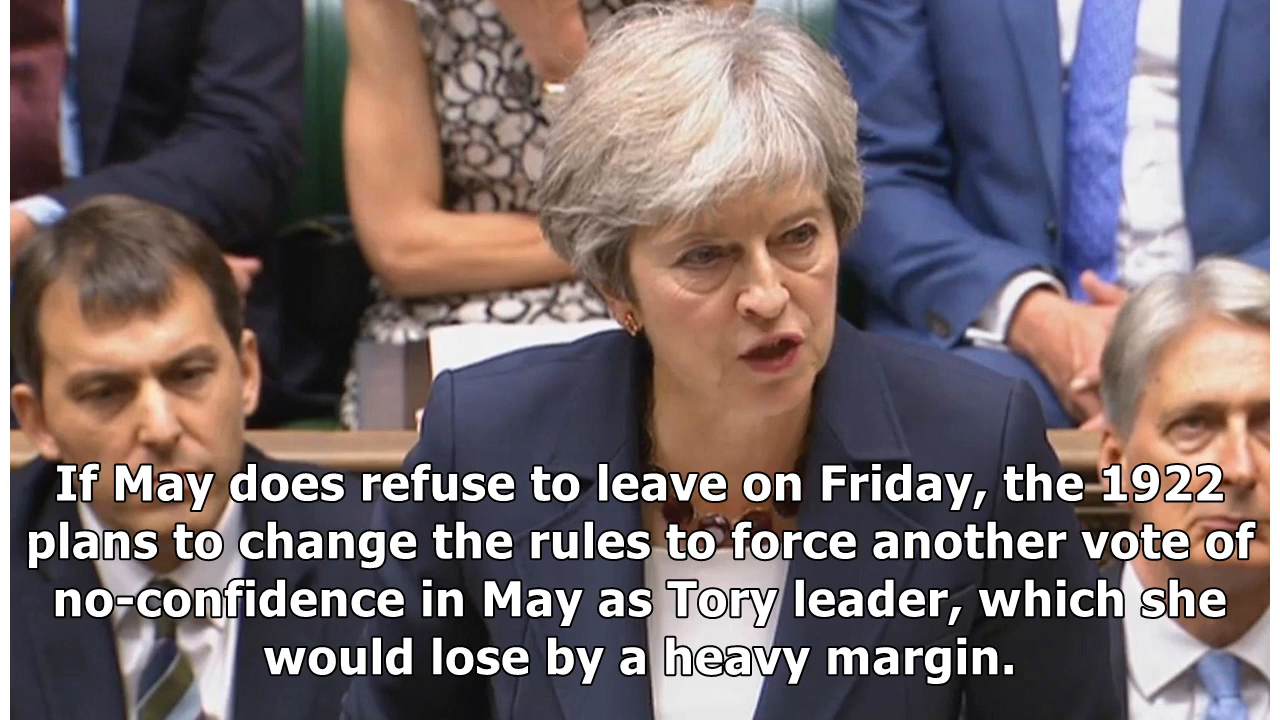 If May does refuse to leave on Friday, the 1922
plans to change the rules to force another vote of
no-confidence in May as Tory leader, which she
would lose by a heavy margin.